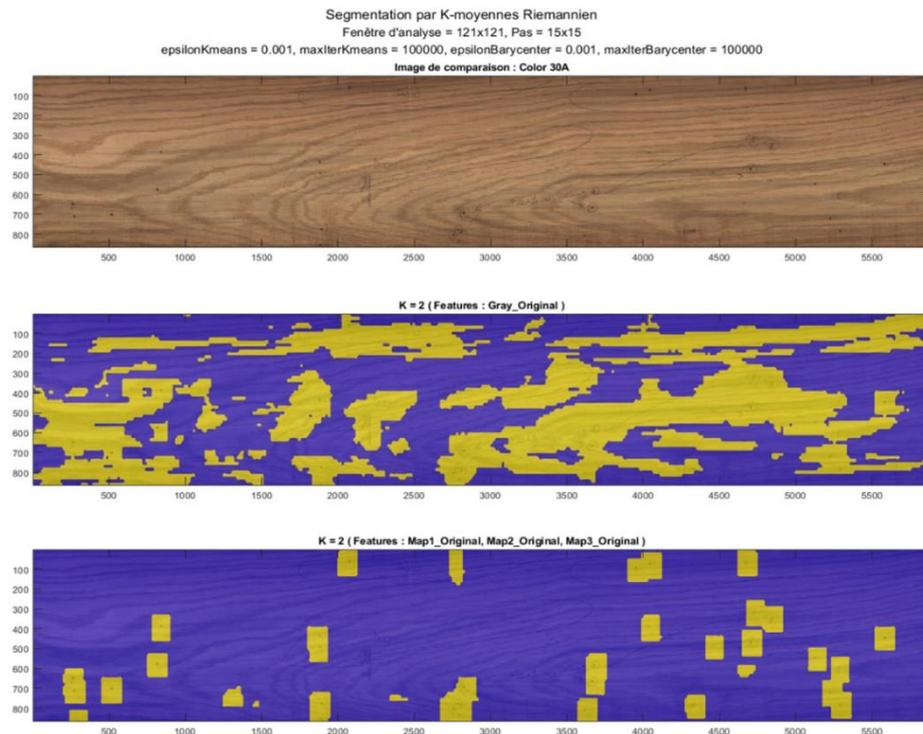 Segmentation par K-moyennes Riemannien
Fenêtre d'analyse = 121x121, Pas = 15x15
epsilonKmeans = 0.001, maxIterKmeans = 100000, epsilonBarycenter = 0.001, maxIterBarycenter = 100000
Image de comparaison : Color 30A
100
200
300
400
500
600
700
800
500 1000 1500 2000 2500 3000 3500 4000 4500 5000 5500
K = 2 ( Features : Gray_Original )
100
200
300
400
500
600
700
800
500 1000 1500 2000 2500 3000 3500 4000 4500 5000 5500
K = 2 ( Features : Map1_Original, Map2_Original, Map3_Original )
100
200
300
400
500
600
700
800
500 1000 1500 2000 2500 3000 3500 4000 4500 5000 5500